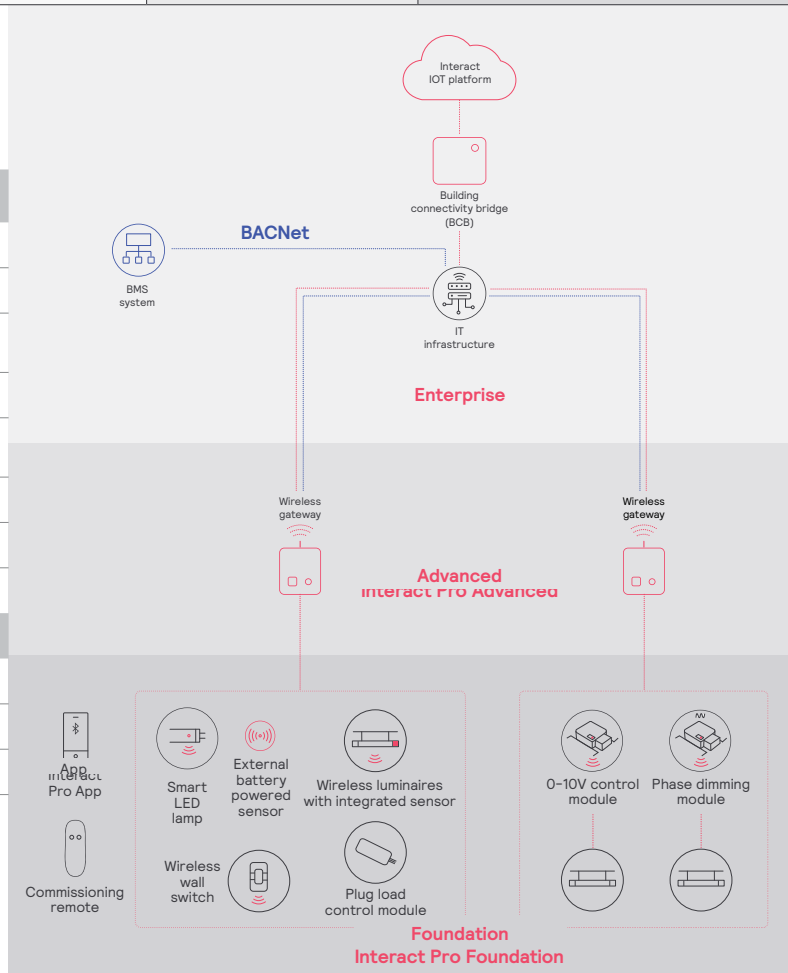 Interact
IOT platform
Building
connectivity bridge
(BCB)
BACNet
BMS
system
IT
infrastructure
Enterprise
Wireless
gateway
Wireless
gateway
Advanced
Interact Pro Advanced
App
Interact
Pro App
Smart
LED
lamp
External
battery
powered
sensor
Wireless luminaires
with integrated sensor
0-10V control
module
Phase dimming
module
Commissioning
remote
Wireless
wall
switch
Plug load
control module
Foundation
Interact Pro Foundation